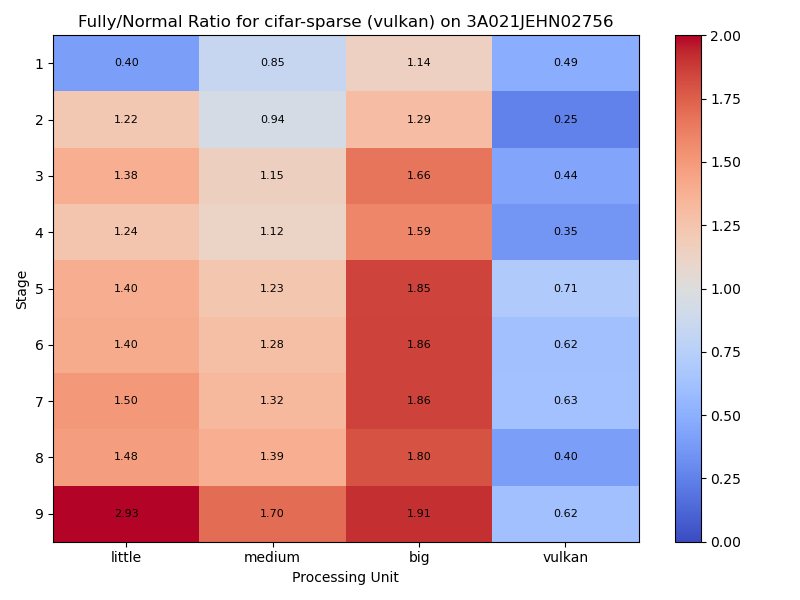 Fully/Normal Ratio for cifar-sparse (vulkan) on 3A021JEHN02756
1 0.40 0.85 1.14 0.49
2 1.22 0.94 1.29 0.25
3 1.38 1.15 1.66 0.44
4 1.24 1.12 1.59 0.35
5 1.40 1.23 1.85 0.71
6 1.40 1.28 1.86 0.62
7 1.50 1.32 1.86 0.63
8 1.48 1.39 1.80 0.40
9 2.93 1.70 1.91 0.62
Stage
little medium big vulkan
Processing Unit
2.00
1.75
1.50
1.25
1.00
0.75
0.50
0.25
0.00